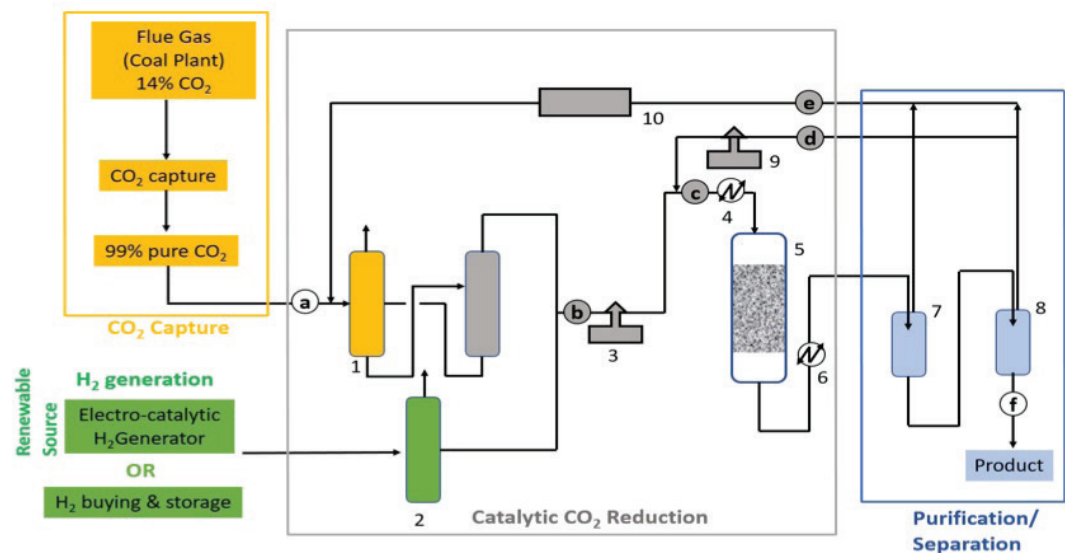 Flue Gas
(Coal Plant)
14% CO₂
CO₂ capture
99% pure CO₂
CO₂ Capture
H₂ generation
Renewable
Source
Electro-catalytic
H₂Generator
OR
H₂ buying & storage
a
1
2
b
3
c
4
5
6
10
e
9
d
Catalytic CO₂ Reduction
7
8
f
Product
Purification/
Separation